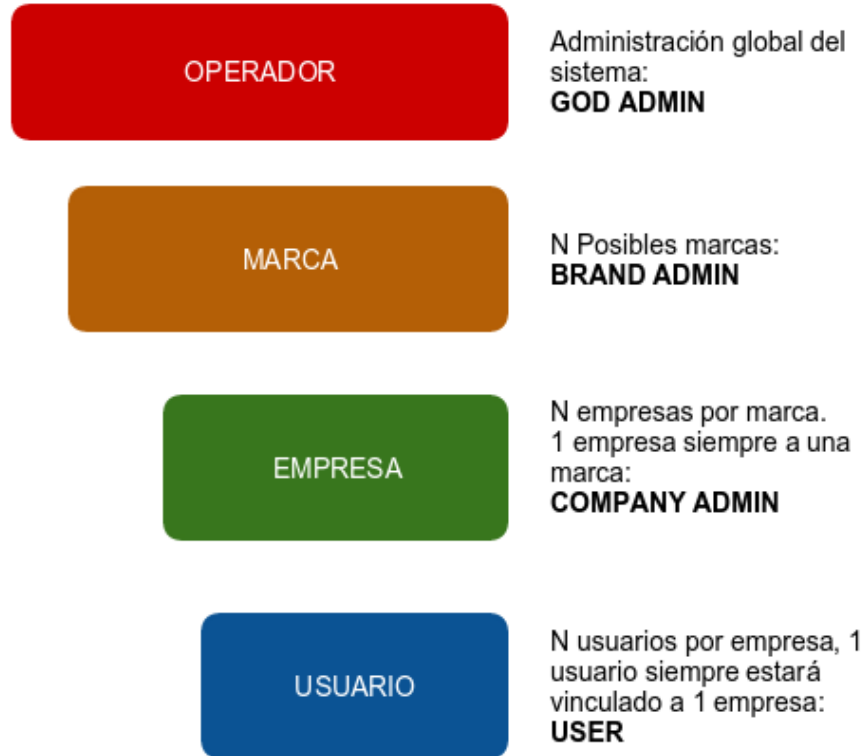 OPERADOR
Administración global del
sistema:
GOD ADMIN
MARCA
N Posibles marcas:
BRAND ADMIN
EMPRESA
N empresas por marca.
1 empresa siempre a una
marca:
COMPANY ADMIN
USUARIO
N usuarios por empresa, 1
usuario siempre estará
vinculado a 1 empresa:
USER